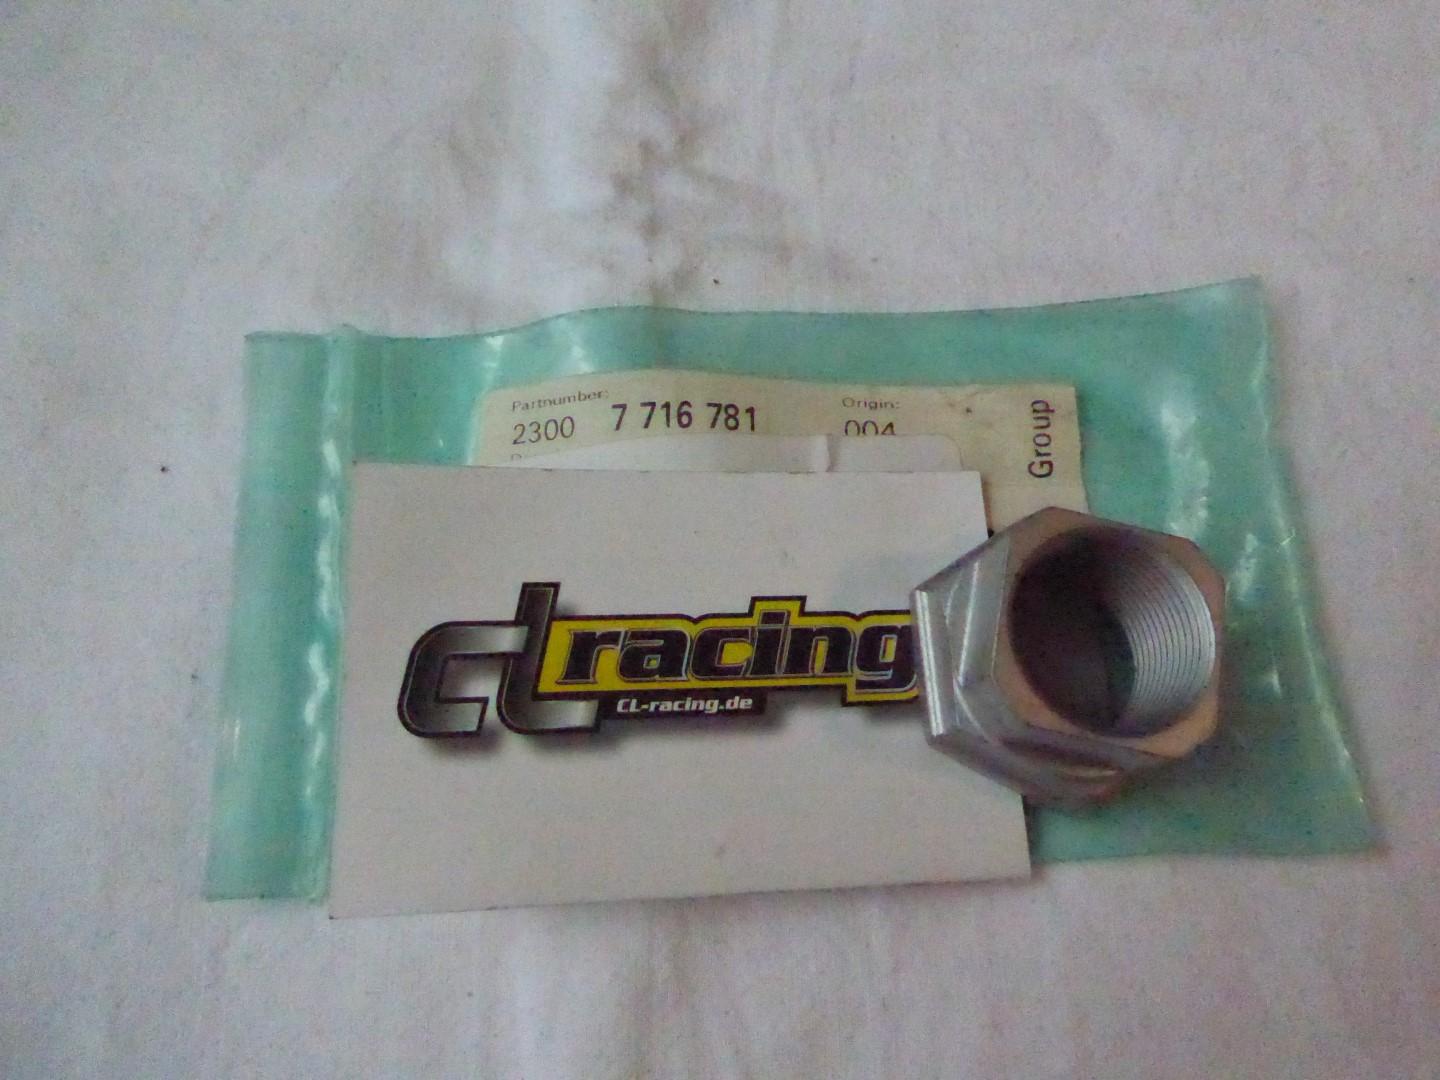 Partnumber:
2300 7 716 781
Origin:
004
Group
CL racing
CL-racing.de